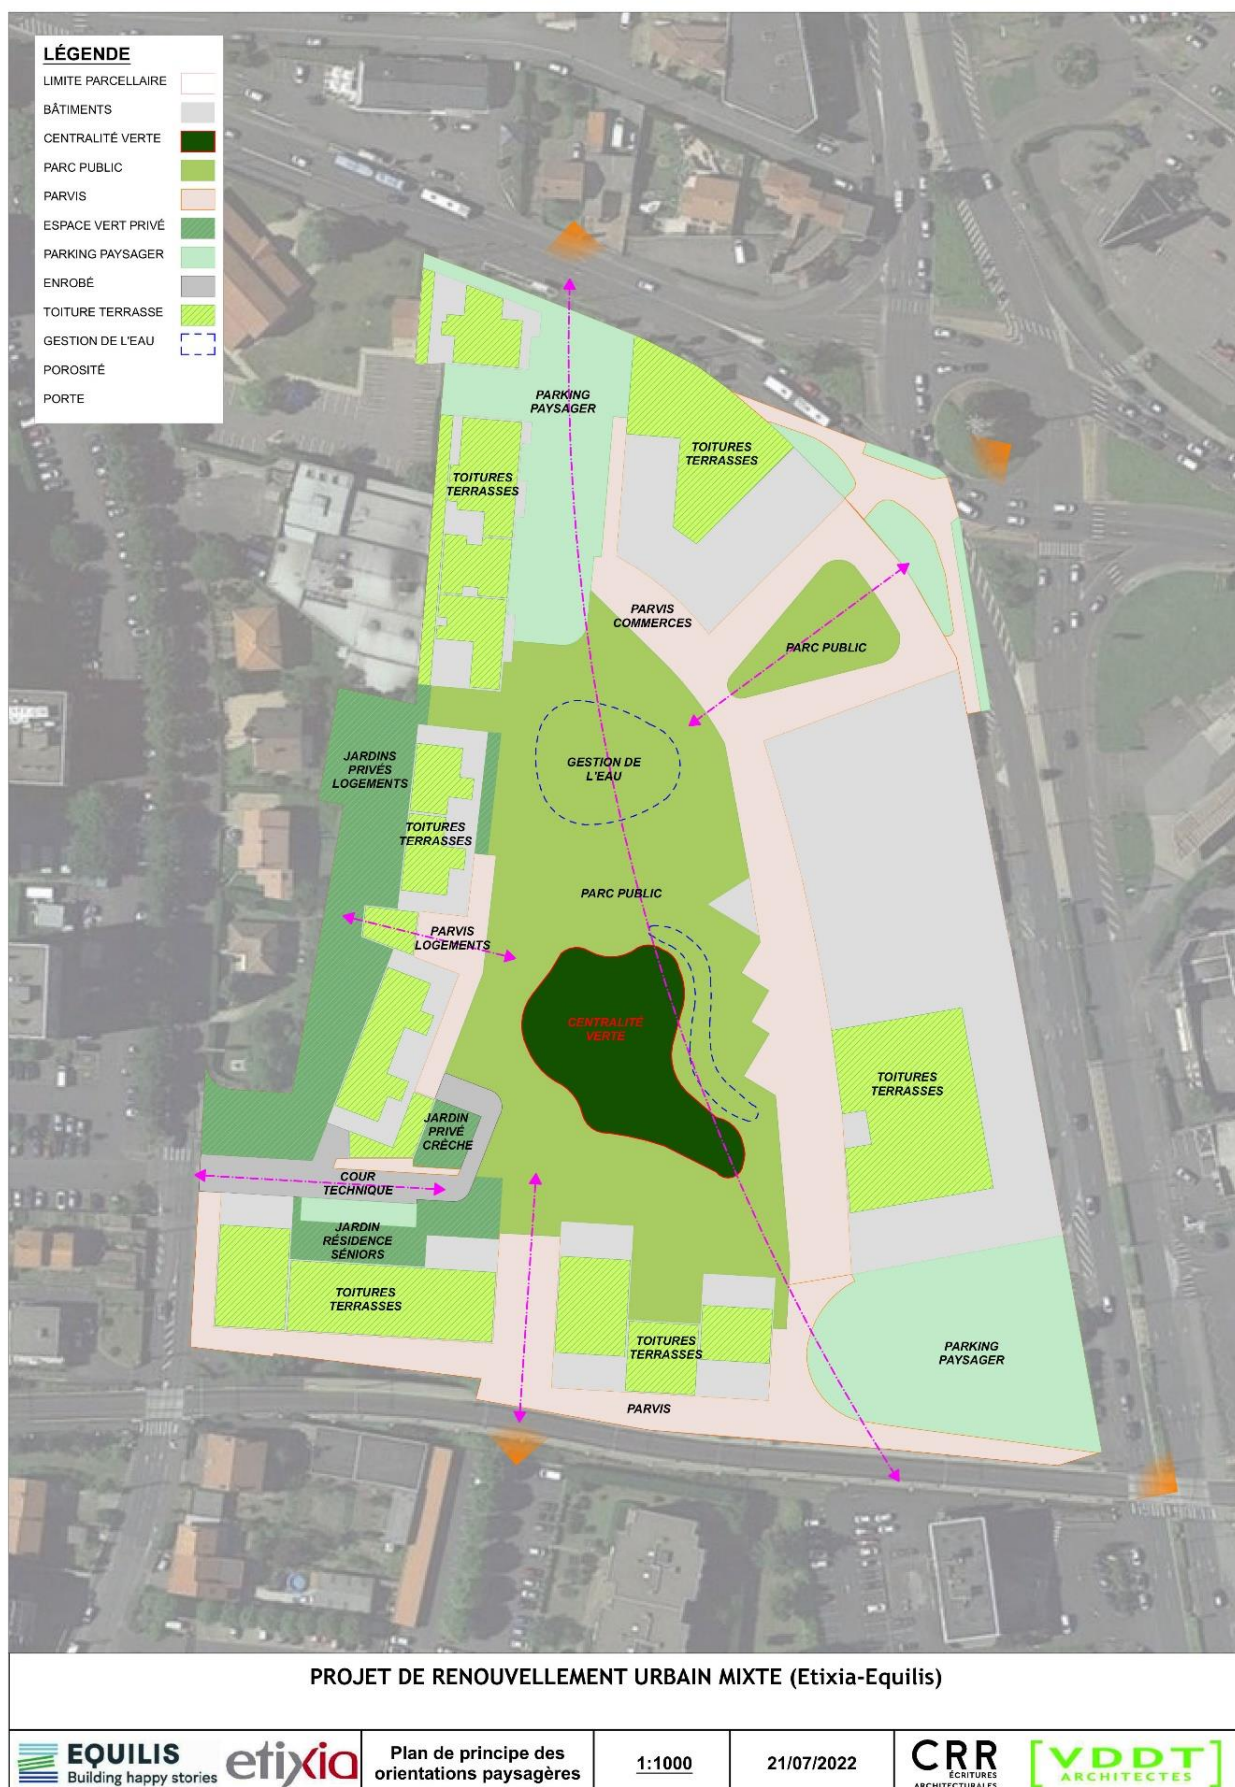 LÉGENDE
LIMITE PARCELLAIRE
BÂTIMENTS
CENTRALITÉ VERTE
PARC PUBLIC
PARVIS
ESPACE VERT PRIVÉ
PARKING PAYSAGER
ENROBÉ
TOITURE TERRASSE
GESTION DE L'EAU
POROSITÉ
PORTE
PARKING
PAYSAGER
TOITURES
TERRASSES
TOITURES
TERRASSES
PARVIS
COMMERCES
PARC PUBLIC
JARDINS
PRIVÉS
LOGEMENTS
GESTION DE
L'EAU
TOITURES
TERRASSES
PARC PUBLIC
PARVIS
LOGEMENTS
CENTRALITÉ
VERTE
TOITURES
TERRASSES
JARDIN
PRIVÉ
CRÈCHE
COUR
TECHNIQUE
JARDIN
RÉSIDENCE
SÉNIORS
TOITURES
TERRASSES
TOITURES
TERRASSES
PARKING
PAYSAGER
PARVIS
PROJET DE RENOUVELLEMENT URBAIN MIXTE (Etixia-Equilis)
EQUILIS
Building happy stories
etixia
Plan de principe des
orientations paysagères
1:1000
21/07/2022
CRR
ÉCRITURES
ARCHITECTURALES
[VDDT]
ARCHITECTES